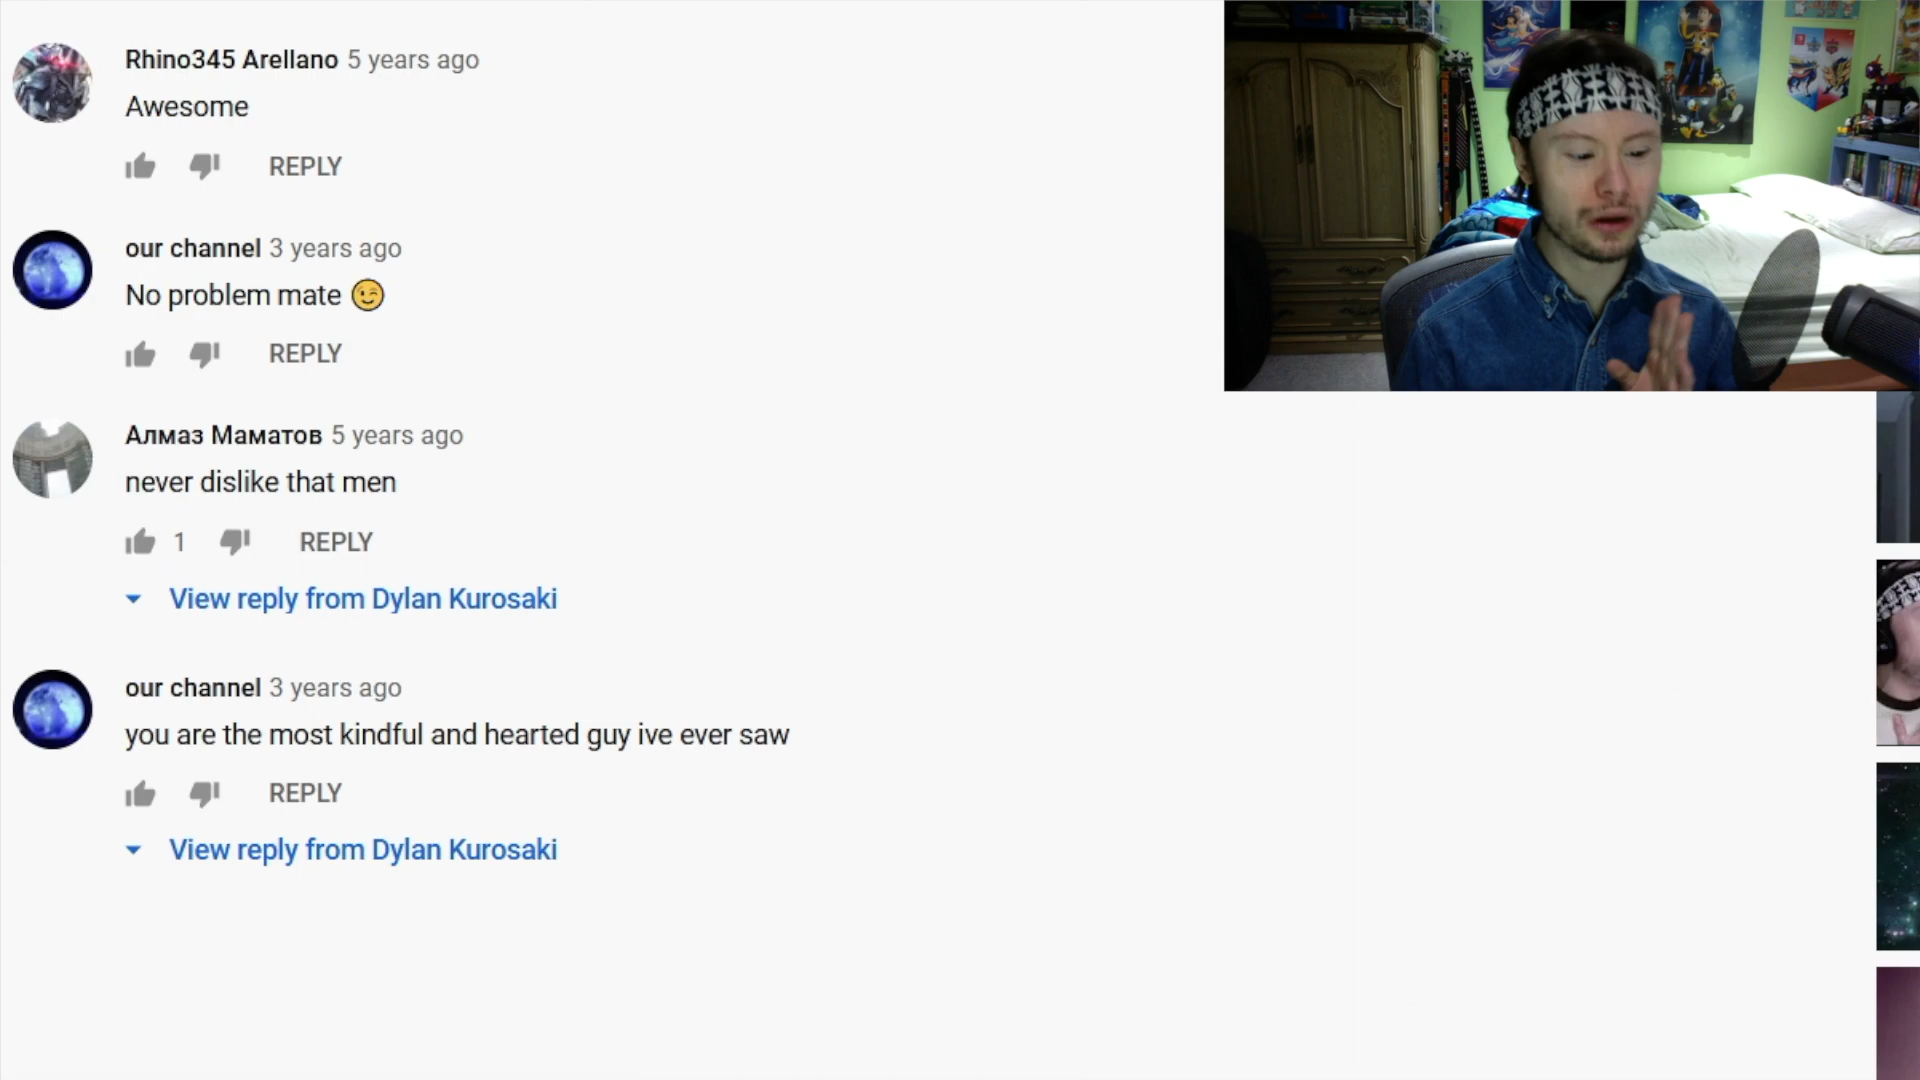 Rhino345 Arellano 5 years ago
Awesome
REPLY
our channel 3 years ago
No problem mate 😉
REPLY
Алмаз Маматов 5 years ago
never dislike that men
1 REPLY
View reply from Dylan Kurosaki
our channel 3 years ago
you are the most kindful and hearted guy ive ever saw
REPLY
View reply from Dylan Kurosaki